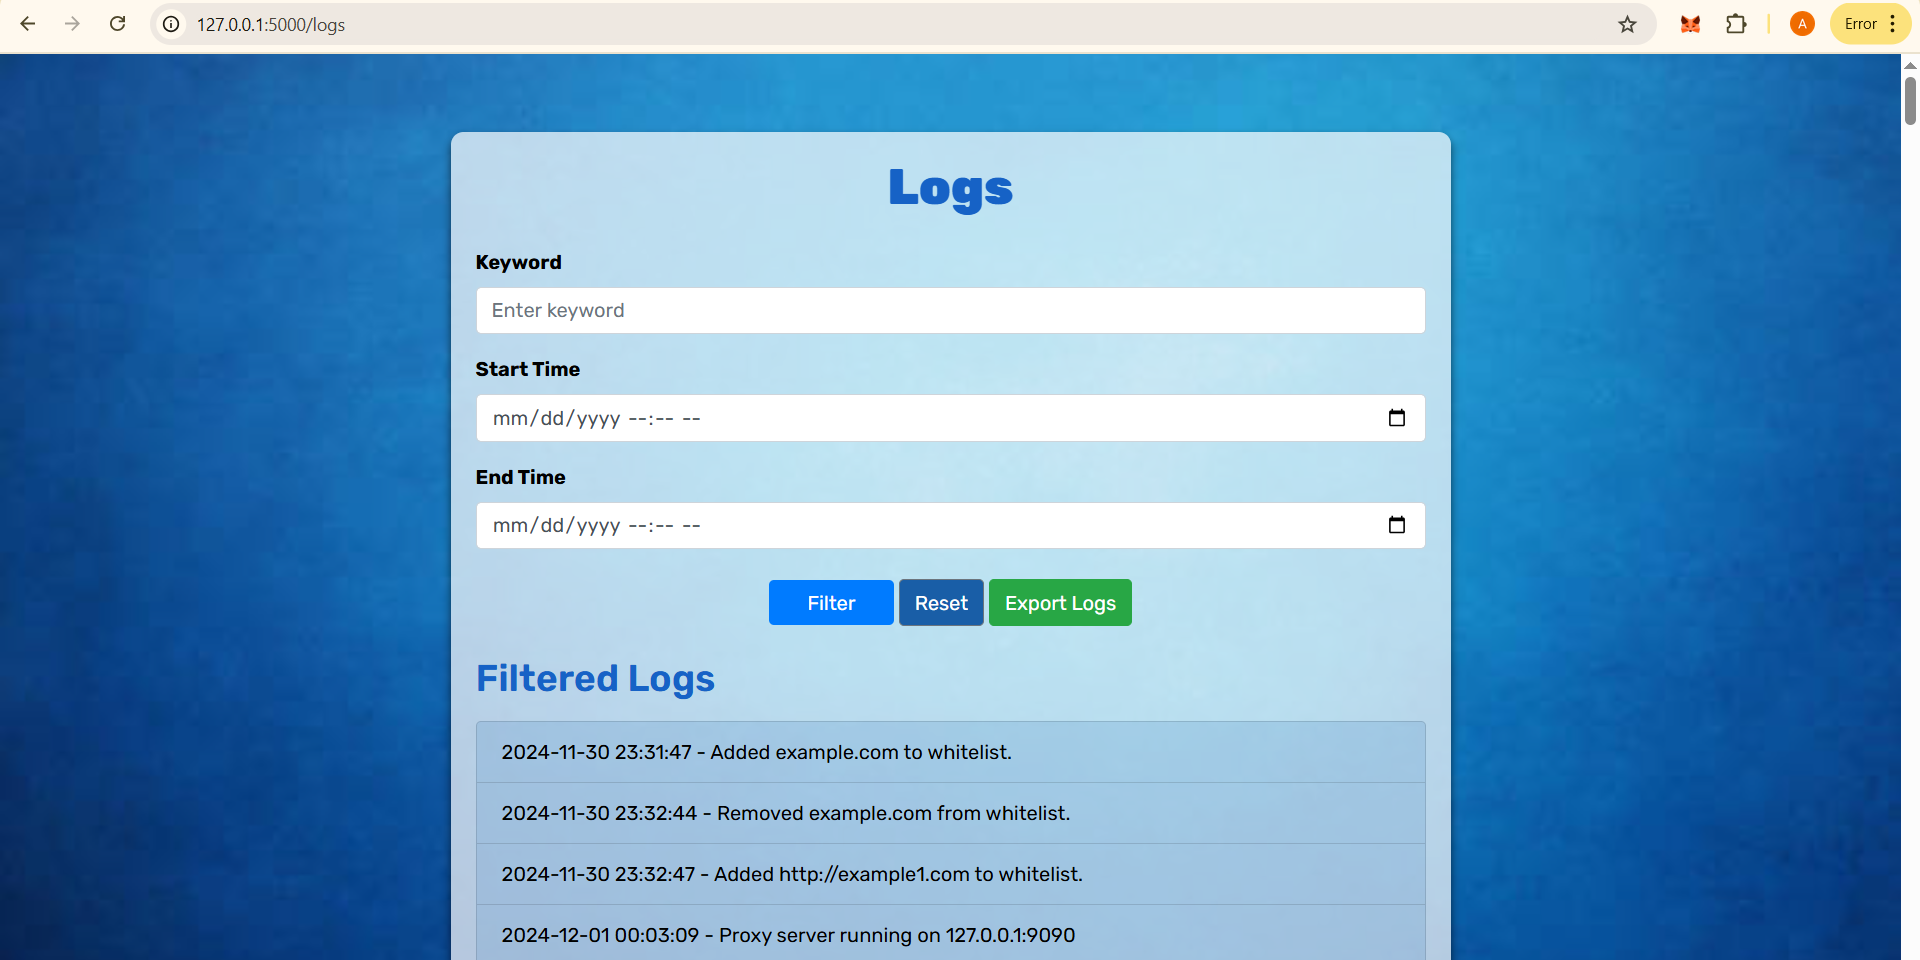 127.0.0.1:5000/logs
A
Error
Logs
Keyword
Enter keyword
Start Time
mm/dd/yyyy --:-- --
End Time
mm/dd/yyyy --:-- --
Filter Reset Export Logs
Filtered Logs
2024-11-30 23:31:47 - Added example.com to whitelist.
2024-11-30 23:32:44 - Removed example.com from whitelist.
2024-11-30 23:32:47 - Added http://example1.com to whitelist.
2024-12-01 00:03:09 - Proxy server running on 127.0.0.1:9090